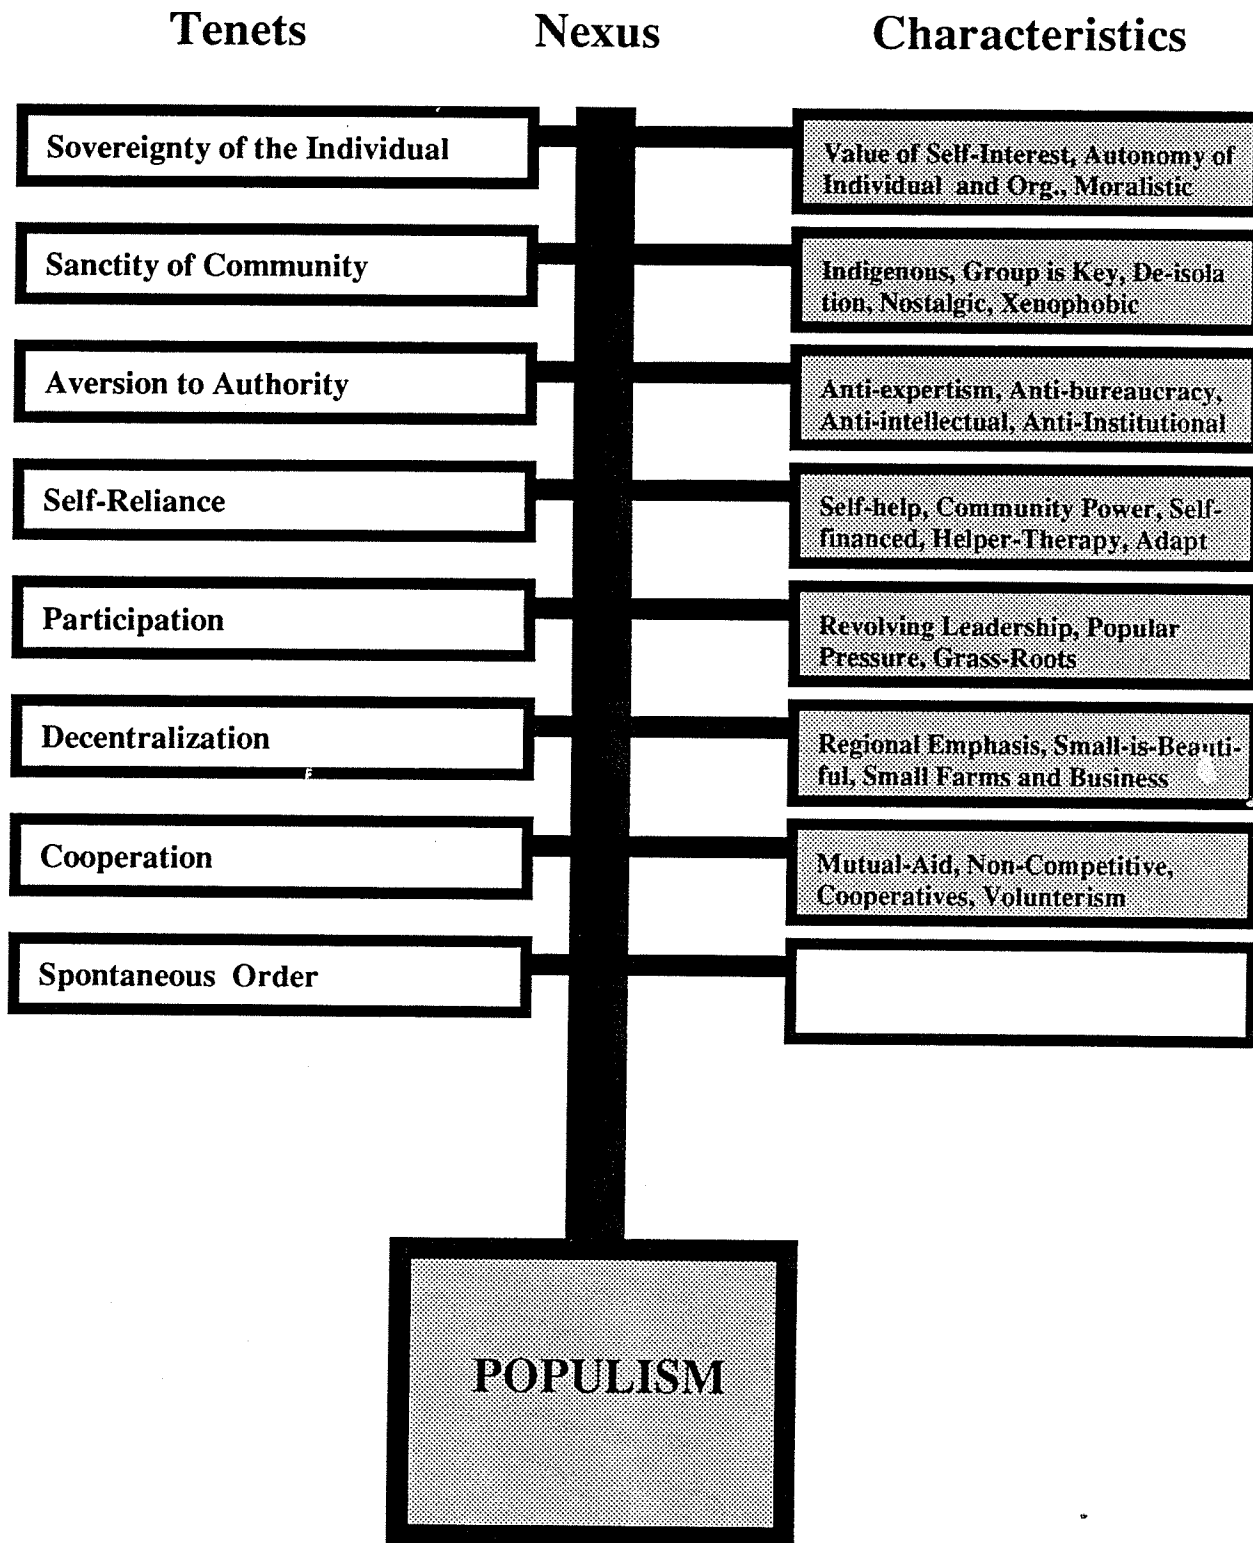 Tenets
Nexus
Characteristics
Sovereignty of the Individual
Value of Self-Interest, Autonomy of
Individual and Org., Moralistic
Sanctity of Community
Indigenous, Group is Key, De-isola
tion, Nostalgic, Xenophobic
Aversion to Authority
Anti-expertism, Anti-bureaucracy,
Anti-intellectual, Anti-Institutional
Self-Reliance
Self-help, Community Power, Self-
financed, Helper-Therapy, Adapt
Participation
Revolving Leadership, Popular
Pressure, Grass-Roots
Decentralization
Regional Emphasis, Small-is-Beauti-
ful, Small Farms and Business
Cooperation
Mutual-Aid, Non-Competitive,
Cooperatives, Volunterism
Spontaneous Order
POPULISM